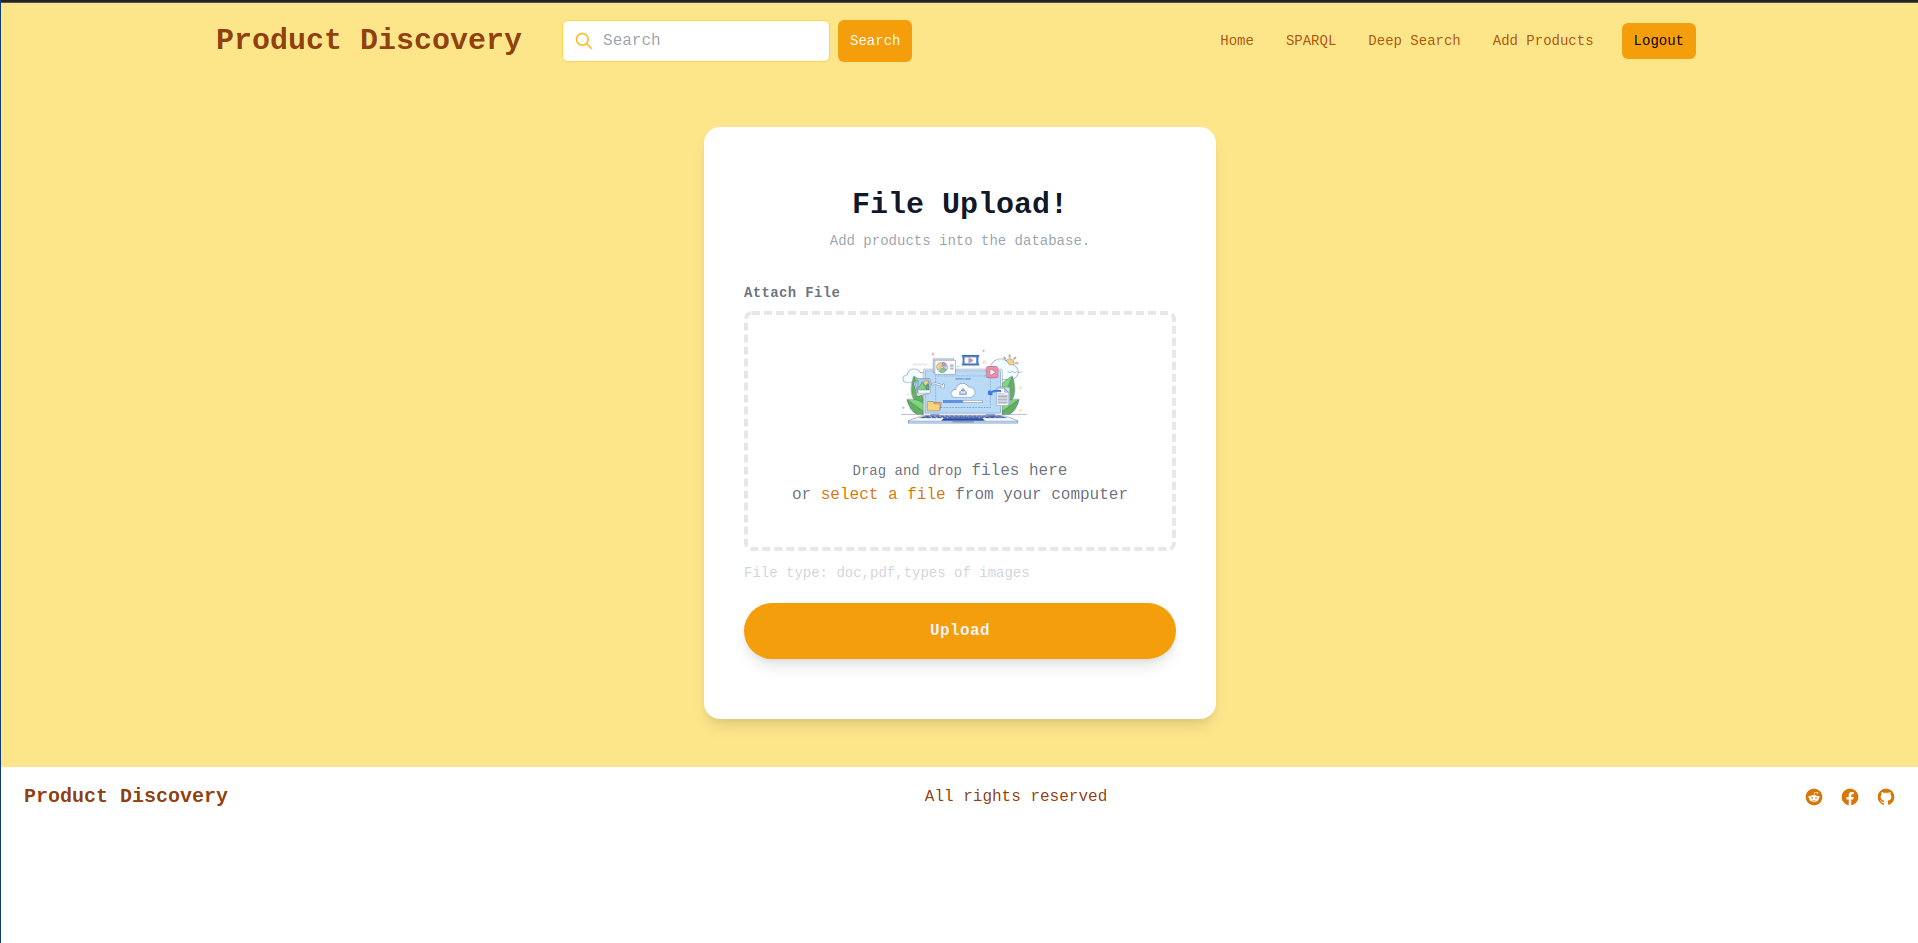 Product Discovery
Search
Search
Home
SPARQL
Deep Search
Add Products
Logout
File Upload!
Add products into the database.
Attach File
Drag and drop files here
or select a file from your computer
File type: doc,pdf,types of images
Upload
Product Discovery
All rights reserved